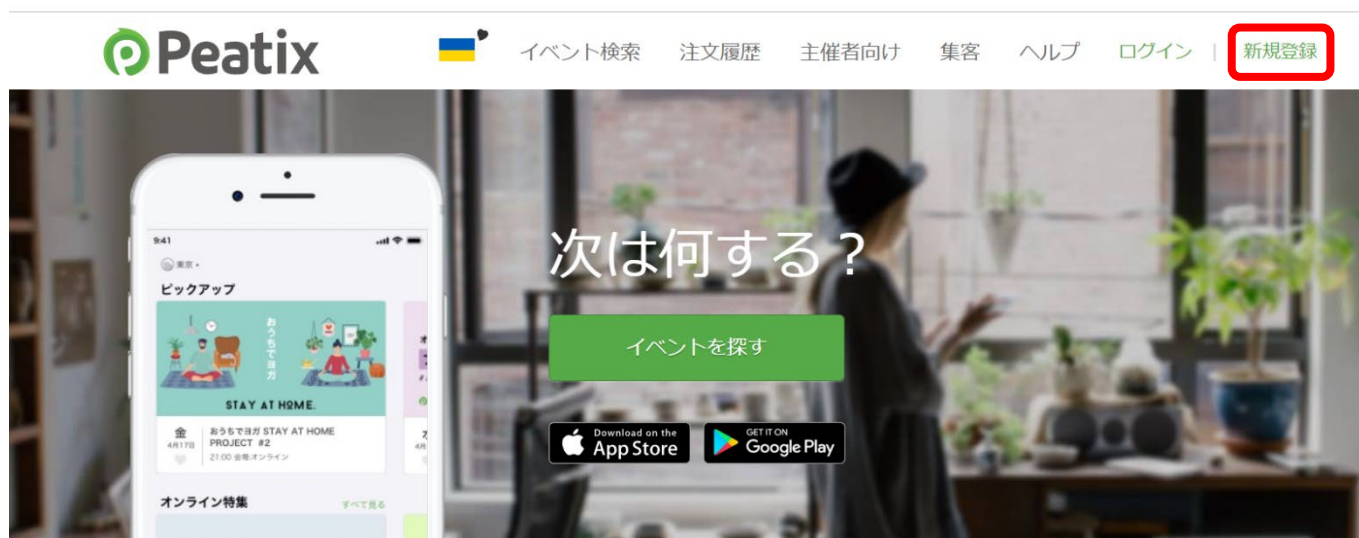 Peatix
イベント検索 注文履歴 主催者向け 集客 ヘルプ ログイン | 新規登録
次は何する？
イベントを探す
Download on the
App Store
GET IT ON
Google Play
9:41
東京
ピックアップ
おうちでヨガ
STAY AT HOME.
金
4月17日
おうちでヨガ STAY AT HOME
PROJECT #2
21:00 会場:オンライン
オンライン特集 すべて見る